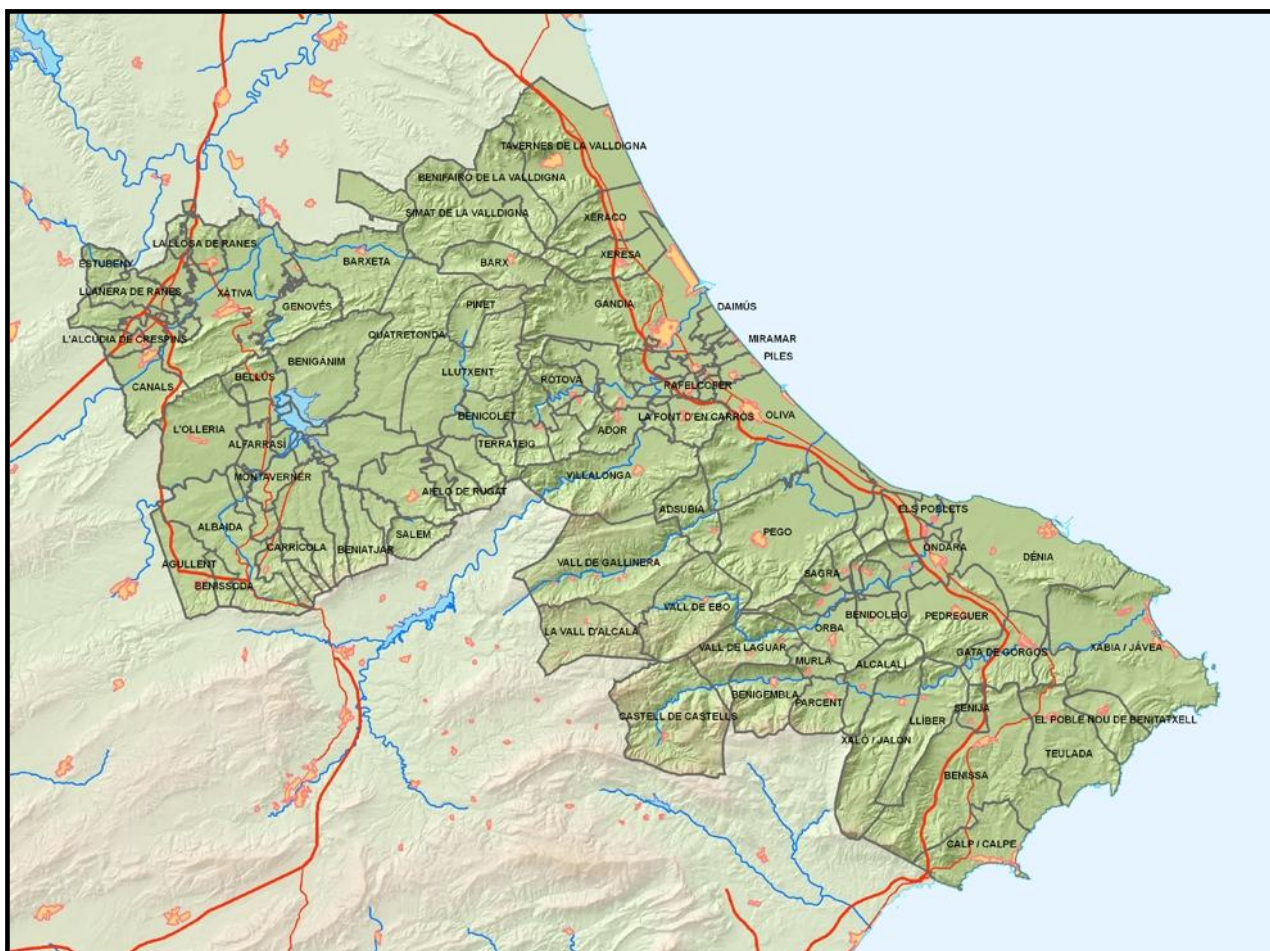 TAVERNES DE LA VALLDIGNA
BENIFAIRÓ DE LA VALLDIGNA
SIMAT DE LA VALLDIGNA
XERACO
LA LLOSA DE RANES
XERESA
ESTUBENY
BARXETA
BARX
LLANERA DE RANES
XÀTIVA
GENOVÉS
PINET
GANDIA
DAIMÚS
L'ALCÚDIA DE CRESPINS
QUATRETONDA
MIRAMAR
BENIGÀNIM
PILES
BELLÚS
LLUTXENT
RÓTOVA
RAFELCOFER
CANALS
BENICOLET
LA FONT D'EN CARRÒS
OLIVA
L'OLLERIA
ADOR
ALFARRASÍ
TERRATEIG
MONTAVERNER
VILLALONGA
AIELO DE RUGAT
ELS POBLETS
ADSUBIA
ALBAIDA
PEGO
SALEM
CARRÍCOLA
BENIATJAR
ONDARA
DÉNIA
AGULLENT
VALL DE GALLINERA
SAGRA
BENISSODA
VALL DE EBO
BENIDOLEIG
PEDREGUER
LA VALL D'ALCALÀ
ORBA
VALL DE LAGUAR
GATA DE GORGOS
XÀBIA / JÁVEA
MURLA
ALCALALÍ
BENIGEMBLA
PARCENT
SENIJA
CASTELL DE CASTELLS
LLÍBER
EL POBLE NOU DE BENITATXELL
XALÓ / JALÓN
TEULADA
BENISSA
CALP / CALPE